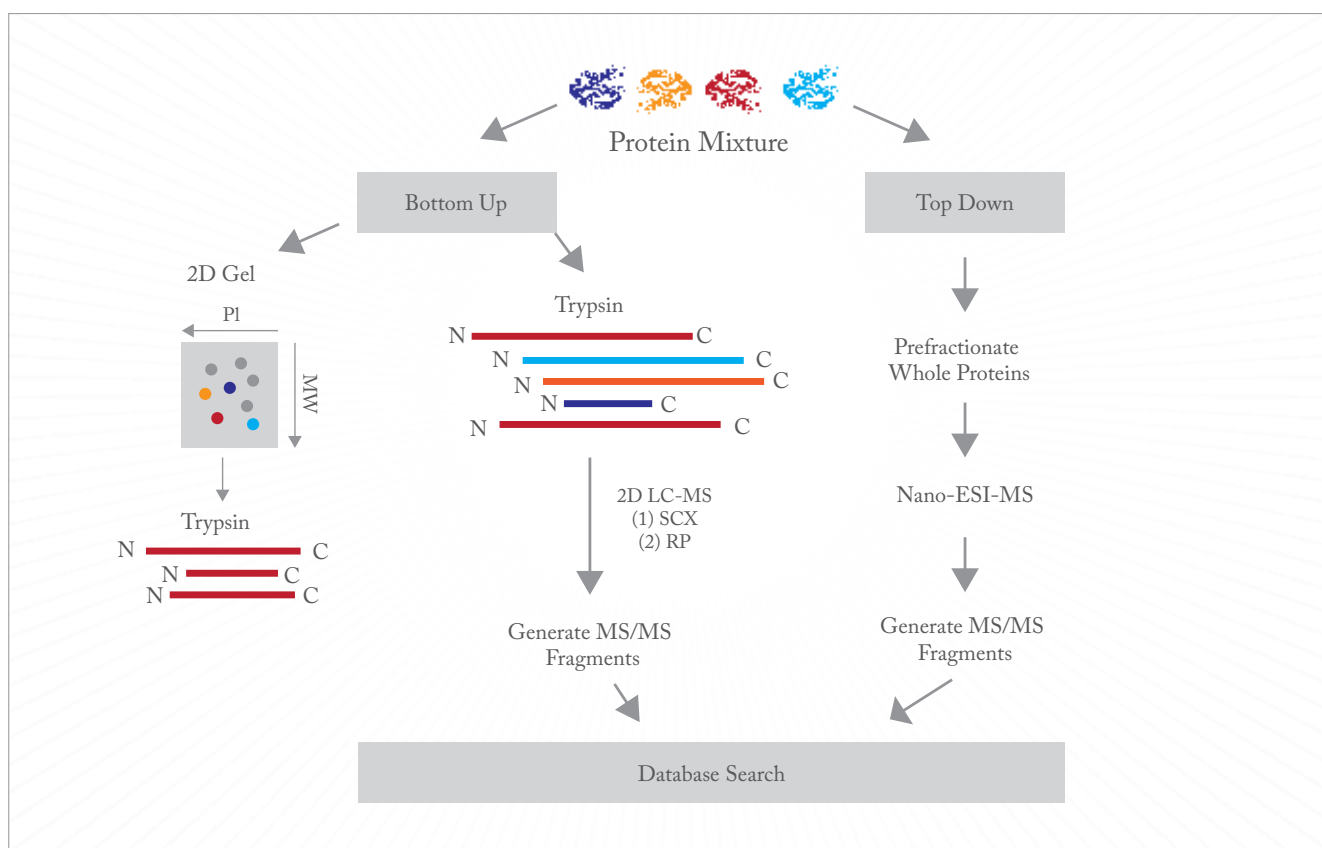 Protein Mixture
Bottom Up
Top Down
2D Gel
Pl
MW
Trypsin
N C
N C
N C
Trypsin
N C
N C
N C
N C
N C
2D LC-MS
(1) SCX
(2) RP
Generate MS/MS
Fragments
Prefractionate
Whole Proteins
Nano-ESI-MS
Generate MS/MS
Fragments
Database Search